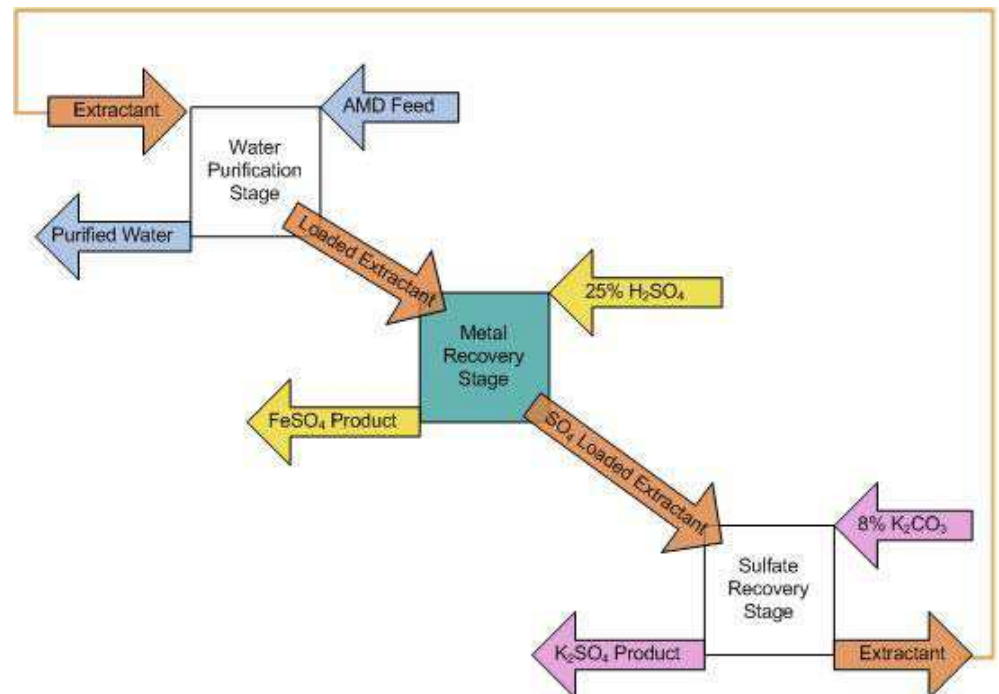 Extractant
AMD Feed
Water
Purification
Stage
Purified Water
Loaded Extractant
25% H₂SO₄
Metal
Recovery
Stage
FeSO₄ Product
SO₄ Loaded Extractant
8% K₂CO₃
Sulfate
Recovery
Stage
K₂SO₄ Product
Extractant